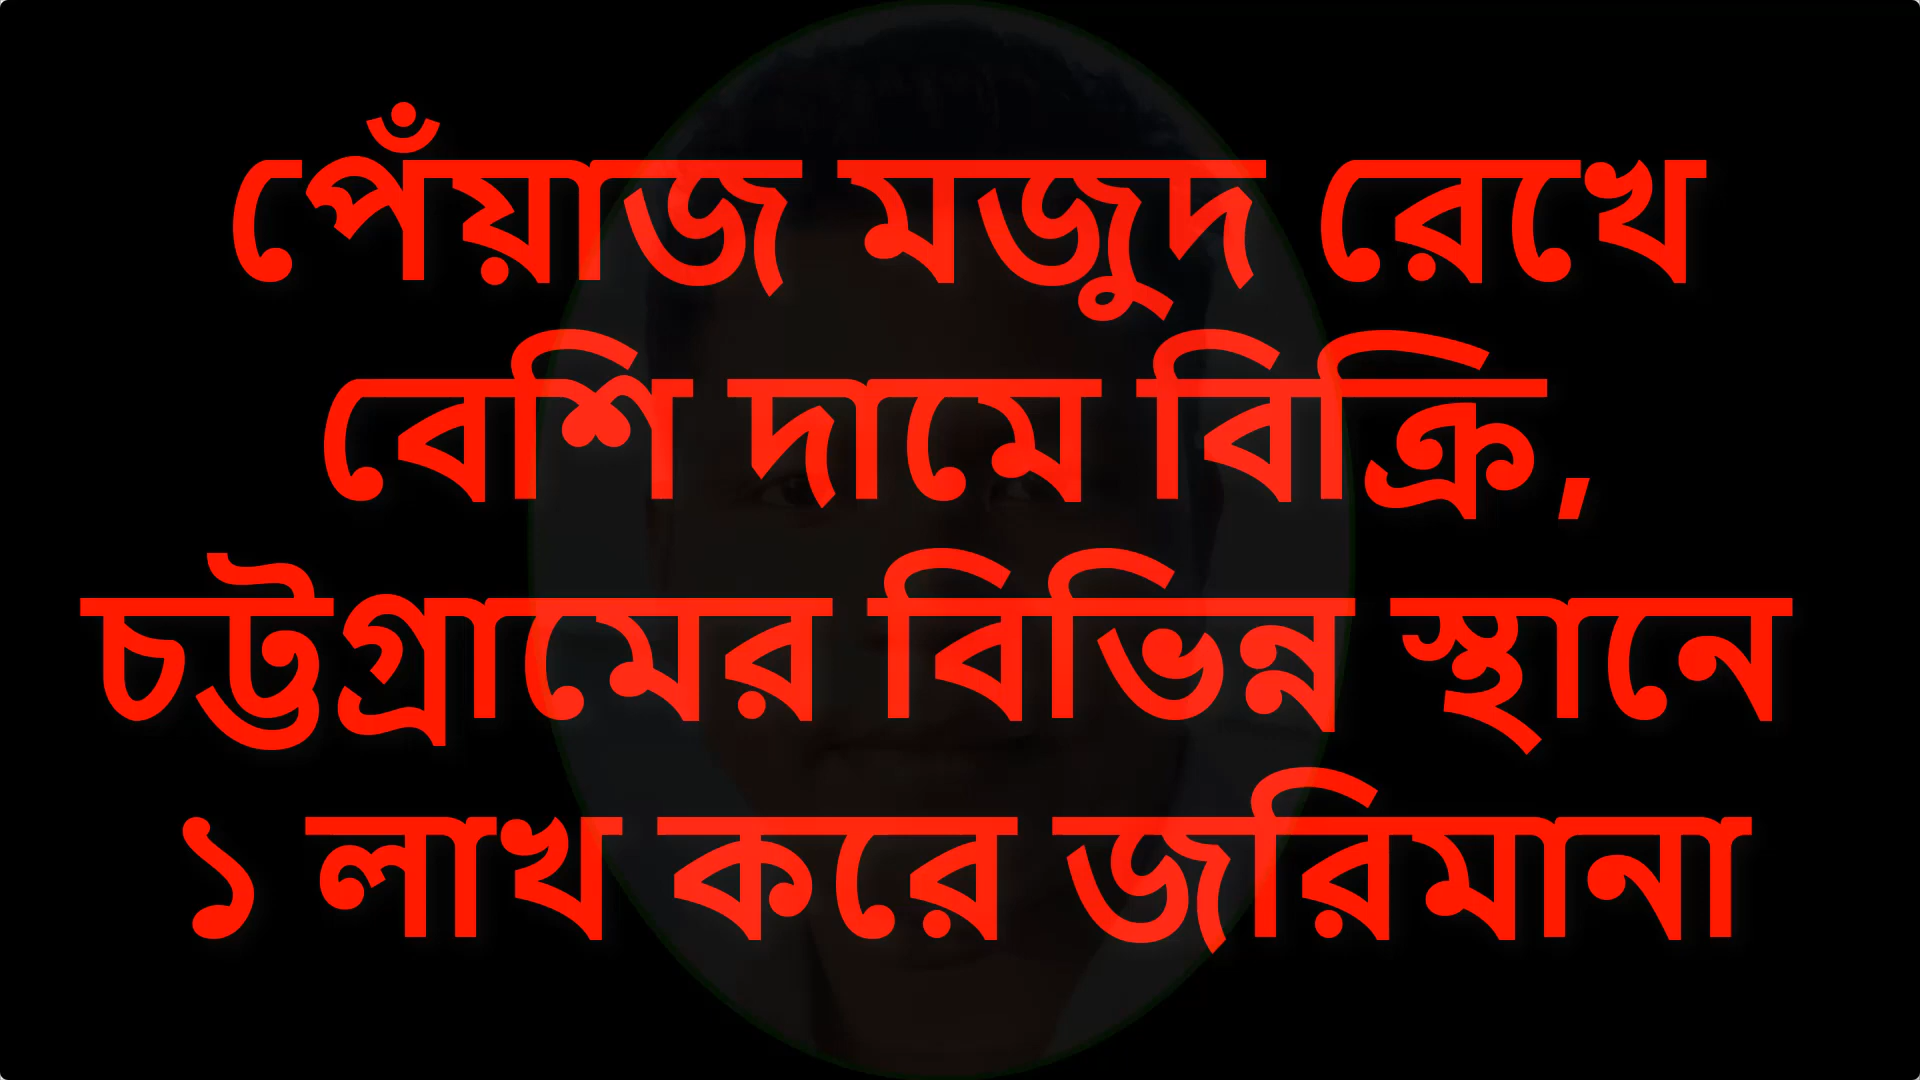 পেঁয়াজ মজুদ রেখে
বেশি দামে বিক্রি,
চট্টগ্রামের বিভিন্ন স্থানে
১ লাখ করে জরিমানা